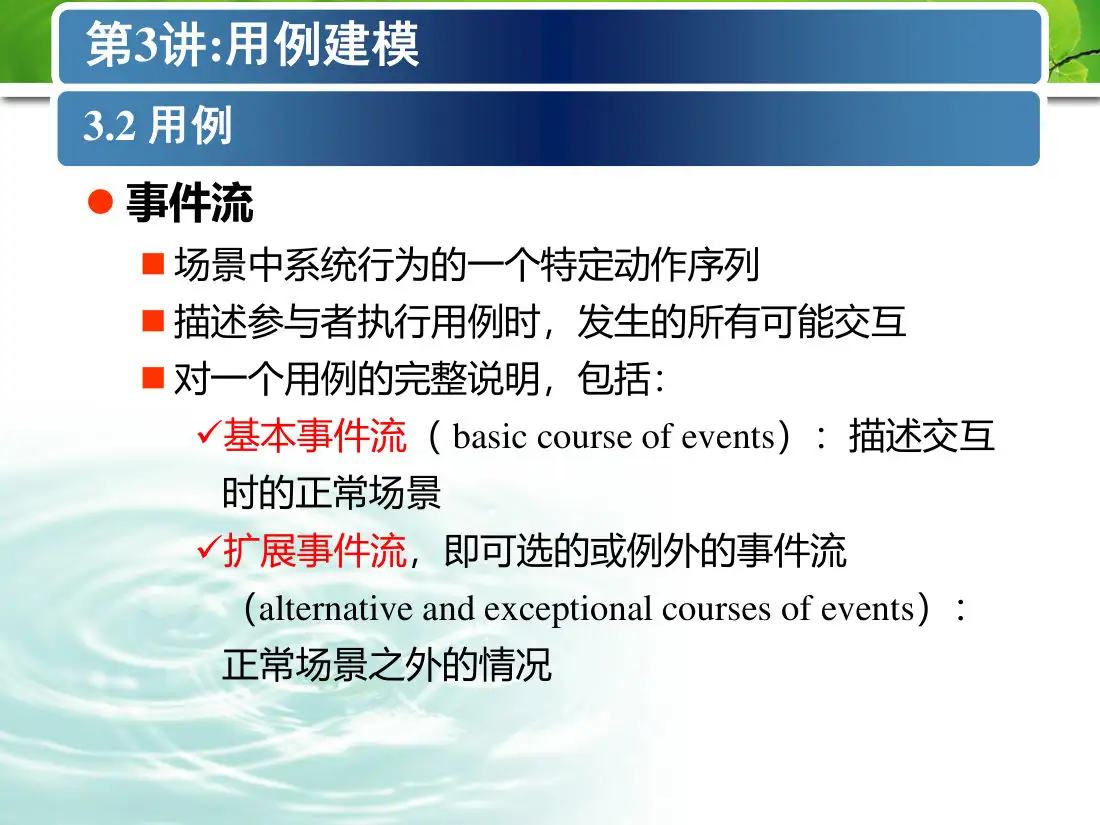 第3讲:用例建模
3.2 用例
事件流
场景中系统行为的一个特定动作序列
描述参与者执行用例时，发生的所有可能交互
对一个用例的完整说明，包括：
基本事件流（ basic course of events）：描述交互
时的正常场景
扩展事件流，即可选的或例外的事件流
（alternative and exceptional courses of events）：
正常场景之外的情况